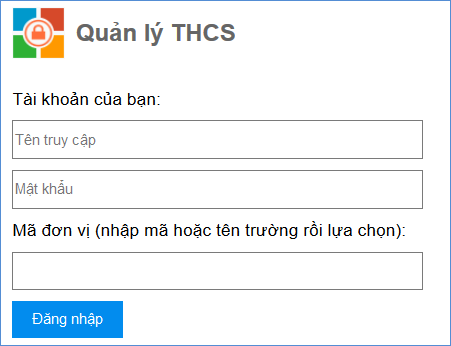 Quản lý THCS
Tài khoản của bạn:
Tên truy cập
Mật khẩu
Mã đơn vị (nhập mã hoặc tên trường rồi lựa chọn):
Đăng nhập